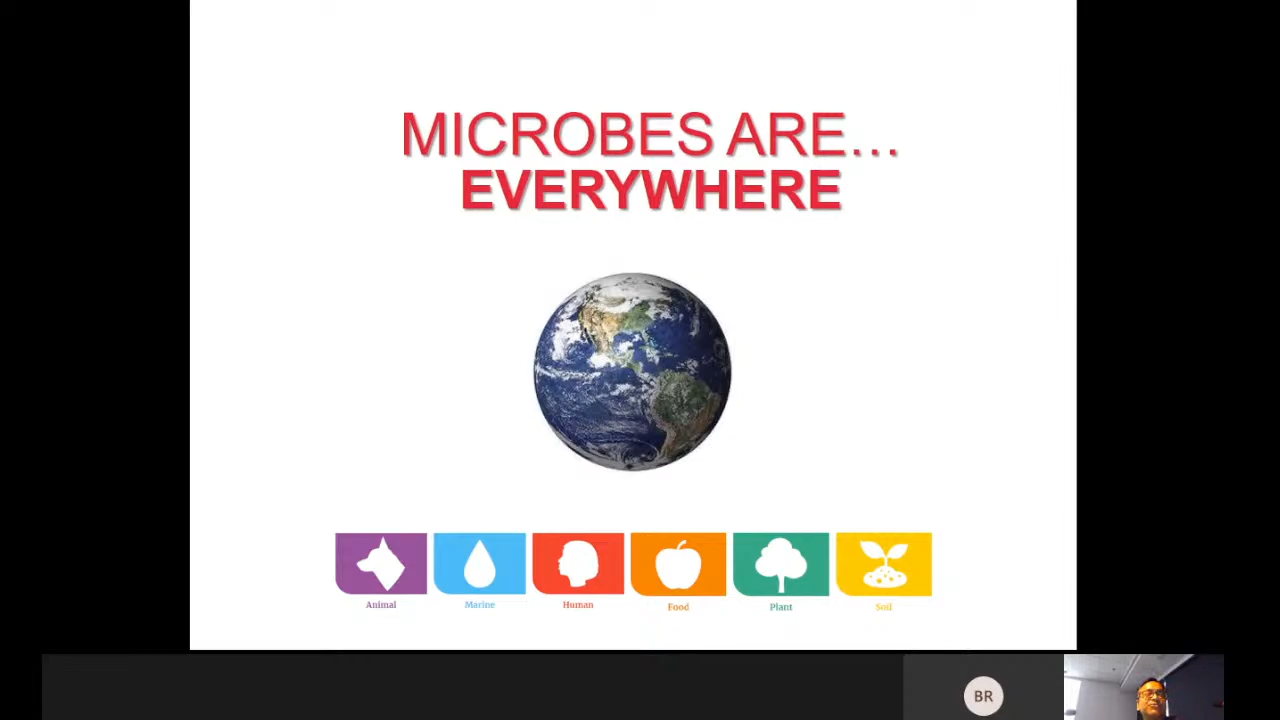 MICROBES ARE...
EVERYWHERE
Animal
Marine
Human
Food
Plant
Soil
BR